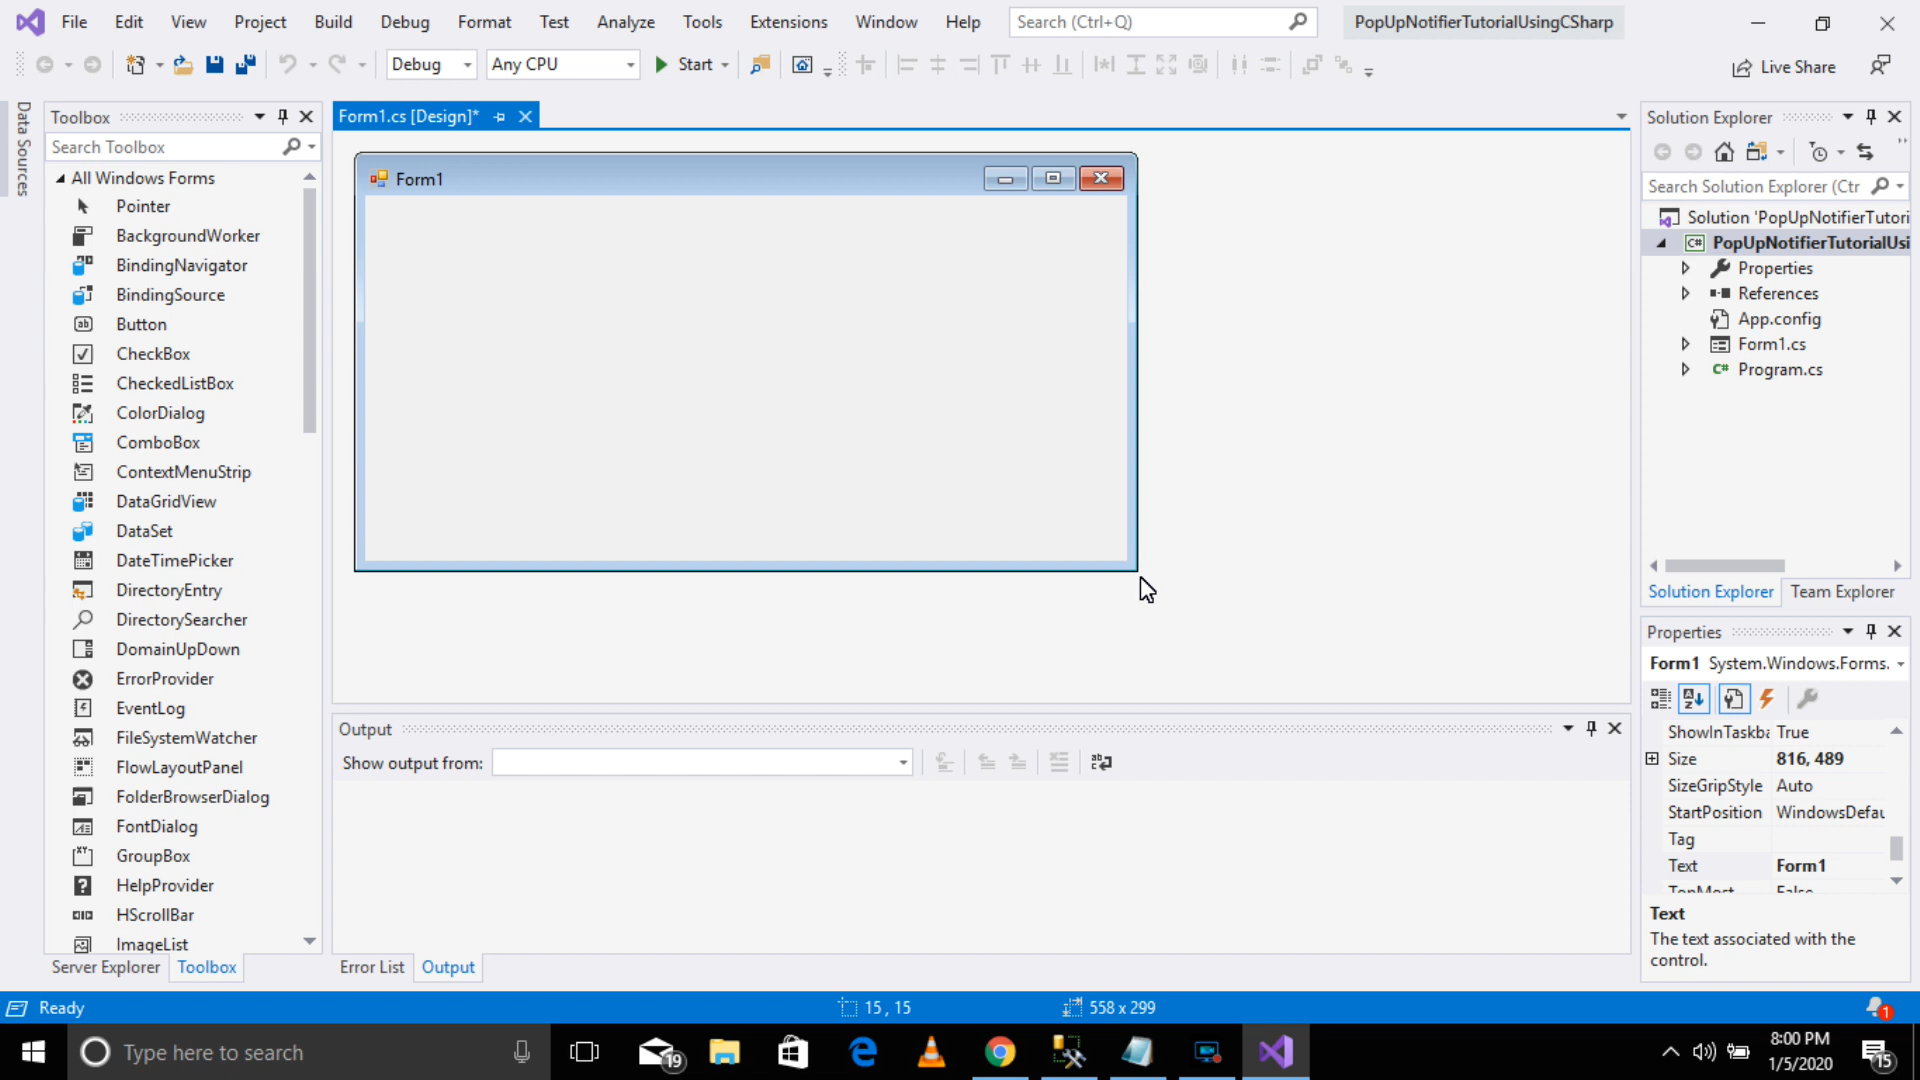 File Edit View Project Build Debug Format Test Analyze Tools Extensions Window Help Search (Ctrl+Q) PopUpNotifierTutorialUsingCSharp
Debug Any CPU Start Live Share
Data Sources
Toolbox
Search Toolbox
All Windows Forms
Pointer
BackgroundWorker
BindingNavigator
BindingSource
Button
CheckBox
CheckedListBox
ColorDialog
ComboBox
ContextMenuStrip
DataGridView
DataSet
DateTimePicker
DirectoryEntry
DirectorySearcher
DomainUpDown
ErrorProvider
EventLog
FileSystemWatcher
FlowLayoutPanel
FolderBrowserDialog
FontDialog
GroupBox
HelpProvider
HScrollBar
ImageList
Server Explorer Toolbox
Form1.cs [Design]*
Form1
Output
Show output from:
Error List Output
Solution Explorer
Search Solution Explorer (Ctr
Solution 'PopUpNotifierTutori
PopUpNotifierTutorialUsi
Properties
References
App.config
Form1.cs
Program.cs
Solution Explorer Team Explorer
Properties
Form1 System.Windows.Forms.
ShowInTaskba True
Size 816, 489
SizeGripStyle Auto
StartPosition WindowsDefau
Tag
Text Form1
TopMost False
Text
The text associated with the
control.
Ready 15 , 15 558 x 299 1
Type here to search 19 8:00 PM
1/5/2020 15